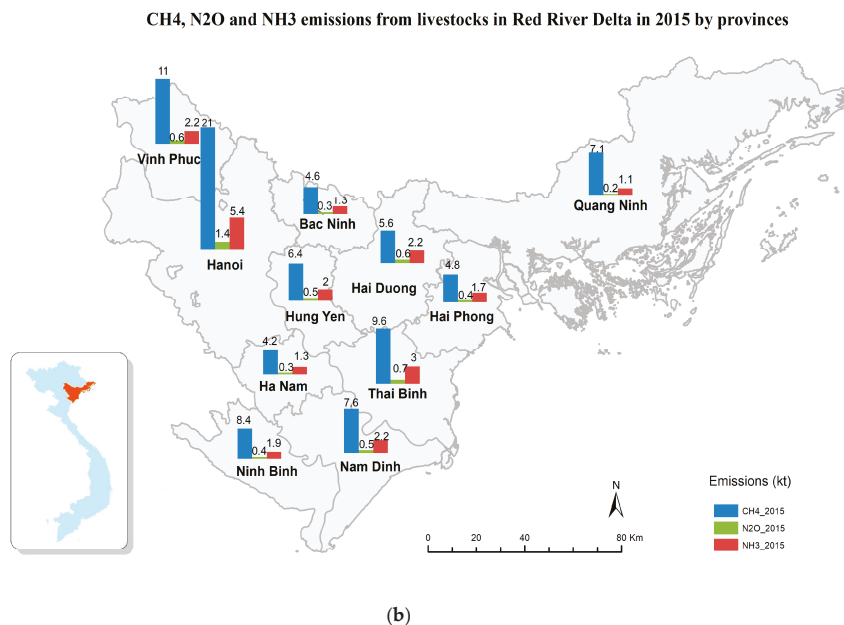 CH4, N2O and NH3 emissions from livestocks in Red River Delta in 2015 by provinces
11
0.6
2.2
Vinh Phuc
21
1.4
5.4
Hanoi
4.6
0.3
1.3
Bac Ninh
7.1
0.2
1.1
Quang Ninh
5.6
0.6
2.2
Hai Duong
6.4
0.5
2
Hung Yen
4.8
0.4
1.7
Hai Phong
4.2
0.3
1.3
Ha Nam
9.6
0.7
3
Thai Binh
8.4
0.4
1.9
Ninh Binh
7.6
0.5
2.2
Nam Dinh
N
0 20 40 80 Km
Emissions (kt)
CH4_2015
N2O_2015
NH3_2015
(b)